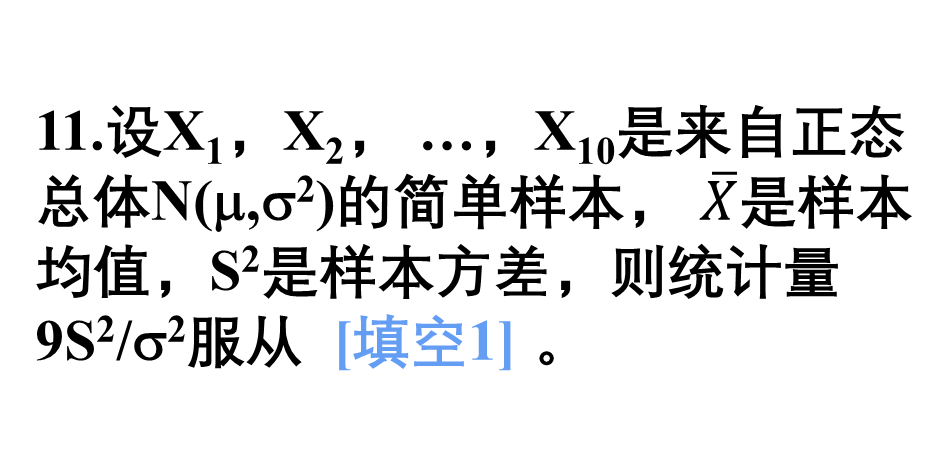 11.设X₁，X₂， …，X₁₀是来自正态
总体N(μ,σ²)的简单样本， X̄是样本
均值，S²是样本方差，则统计量
9S²/σ²服从 [填空1] 。